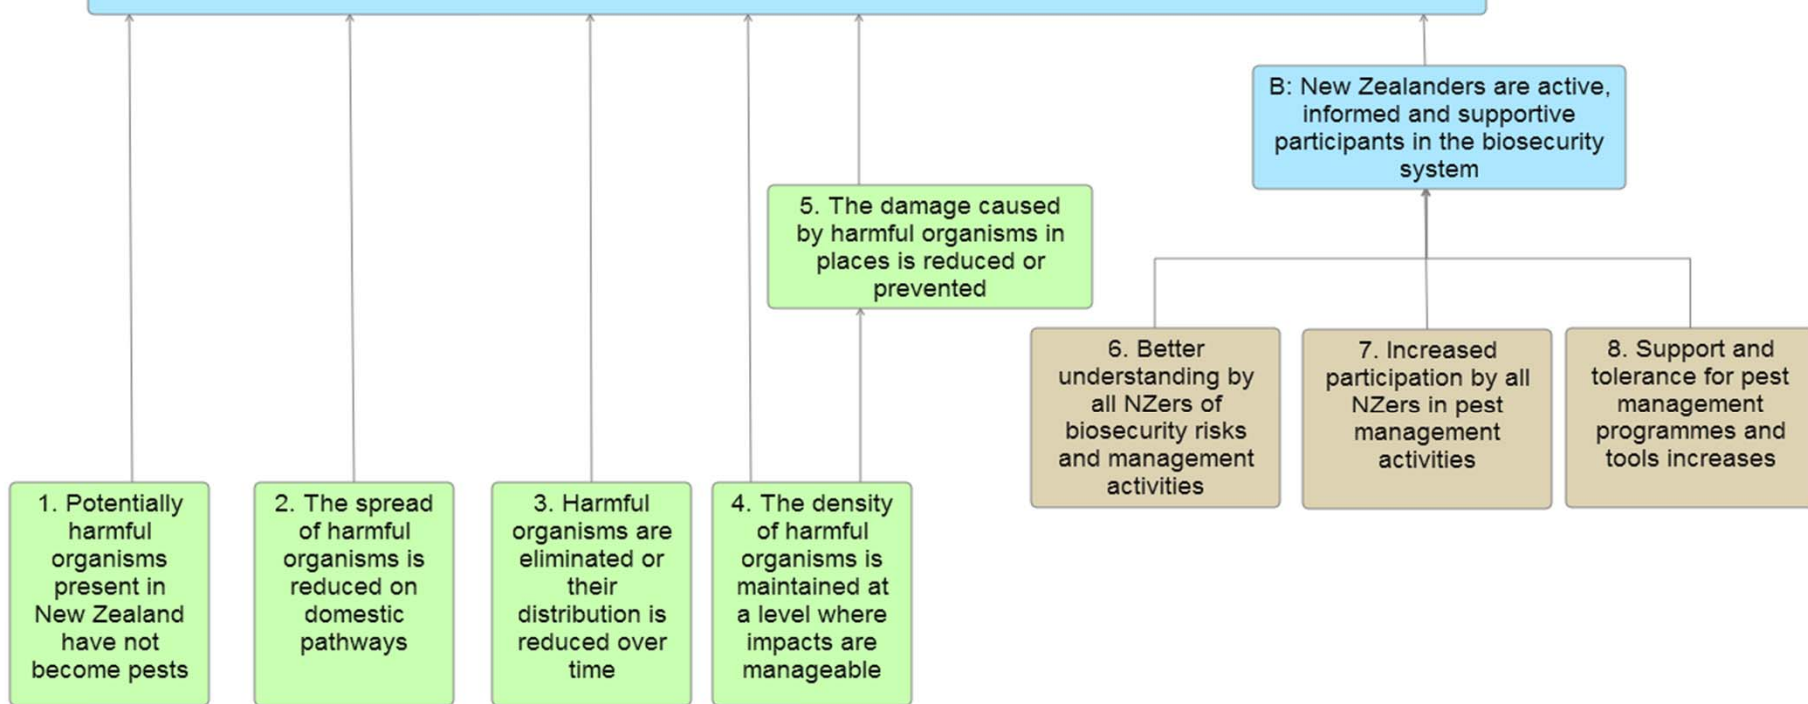 B: New Zealanders are active,
informed and supportive
participants in the biosecurity
system
5. The damage caused
by harmful organisms in
places is reduced or
prevented
6. Better
understanding by
all NZers of
biosecurity risks
and management
activities
7. Increased
participation by all
NZers in pest
management
activities
8. Support and
tolerance for pest
management
programmes and
tools increases
1. Potentially
harmful
organisms
present in
New Zealand
have not
become pests
2. The spread
of harmful
organisms is
reduced on
domestic
pathways
3. Harmful
organisms are
eliminated or
their
distribution is
reduced over
time
4. The density
of harmful
organisms is
maintained at
a level where
impacts are
manageable